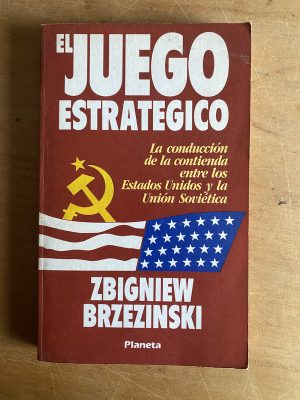 EL
JUEGO
ESTRATEGICO
La conducción
de la contienda
entre los
Estados Unidos y la
Unión Soviética
ZBIGNIEW
BRZEZINSKI
Planeta